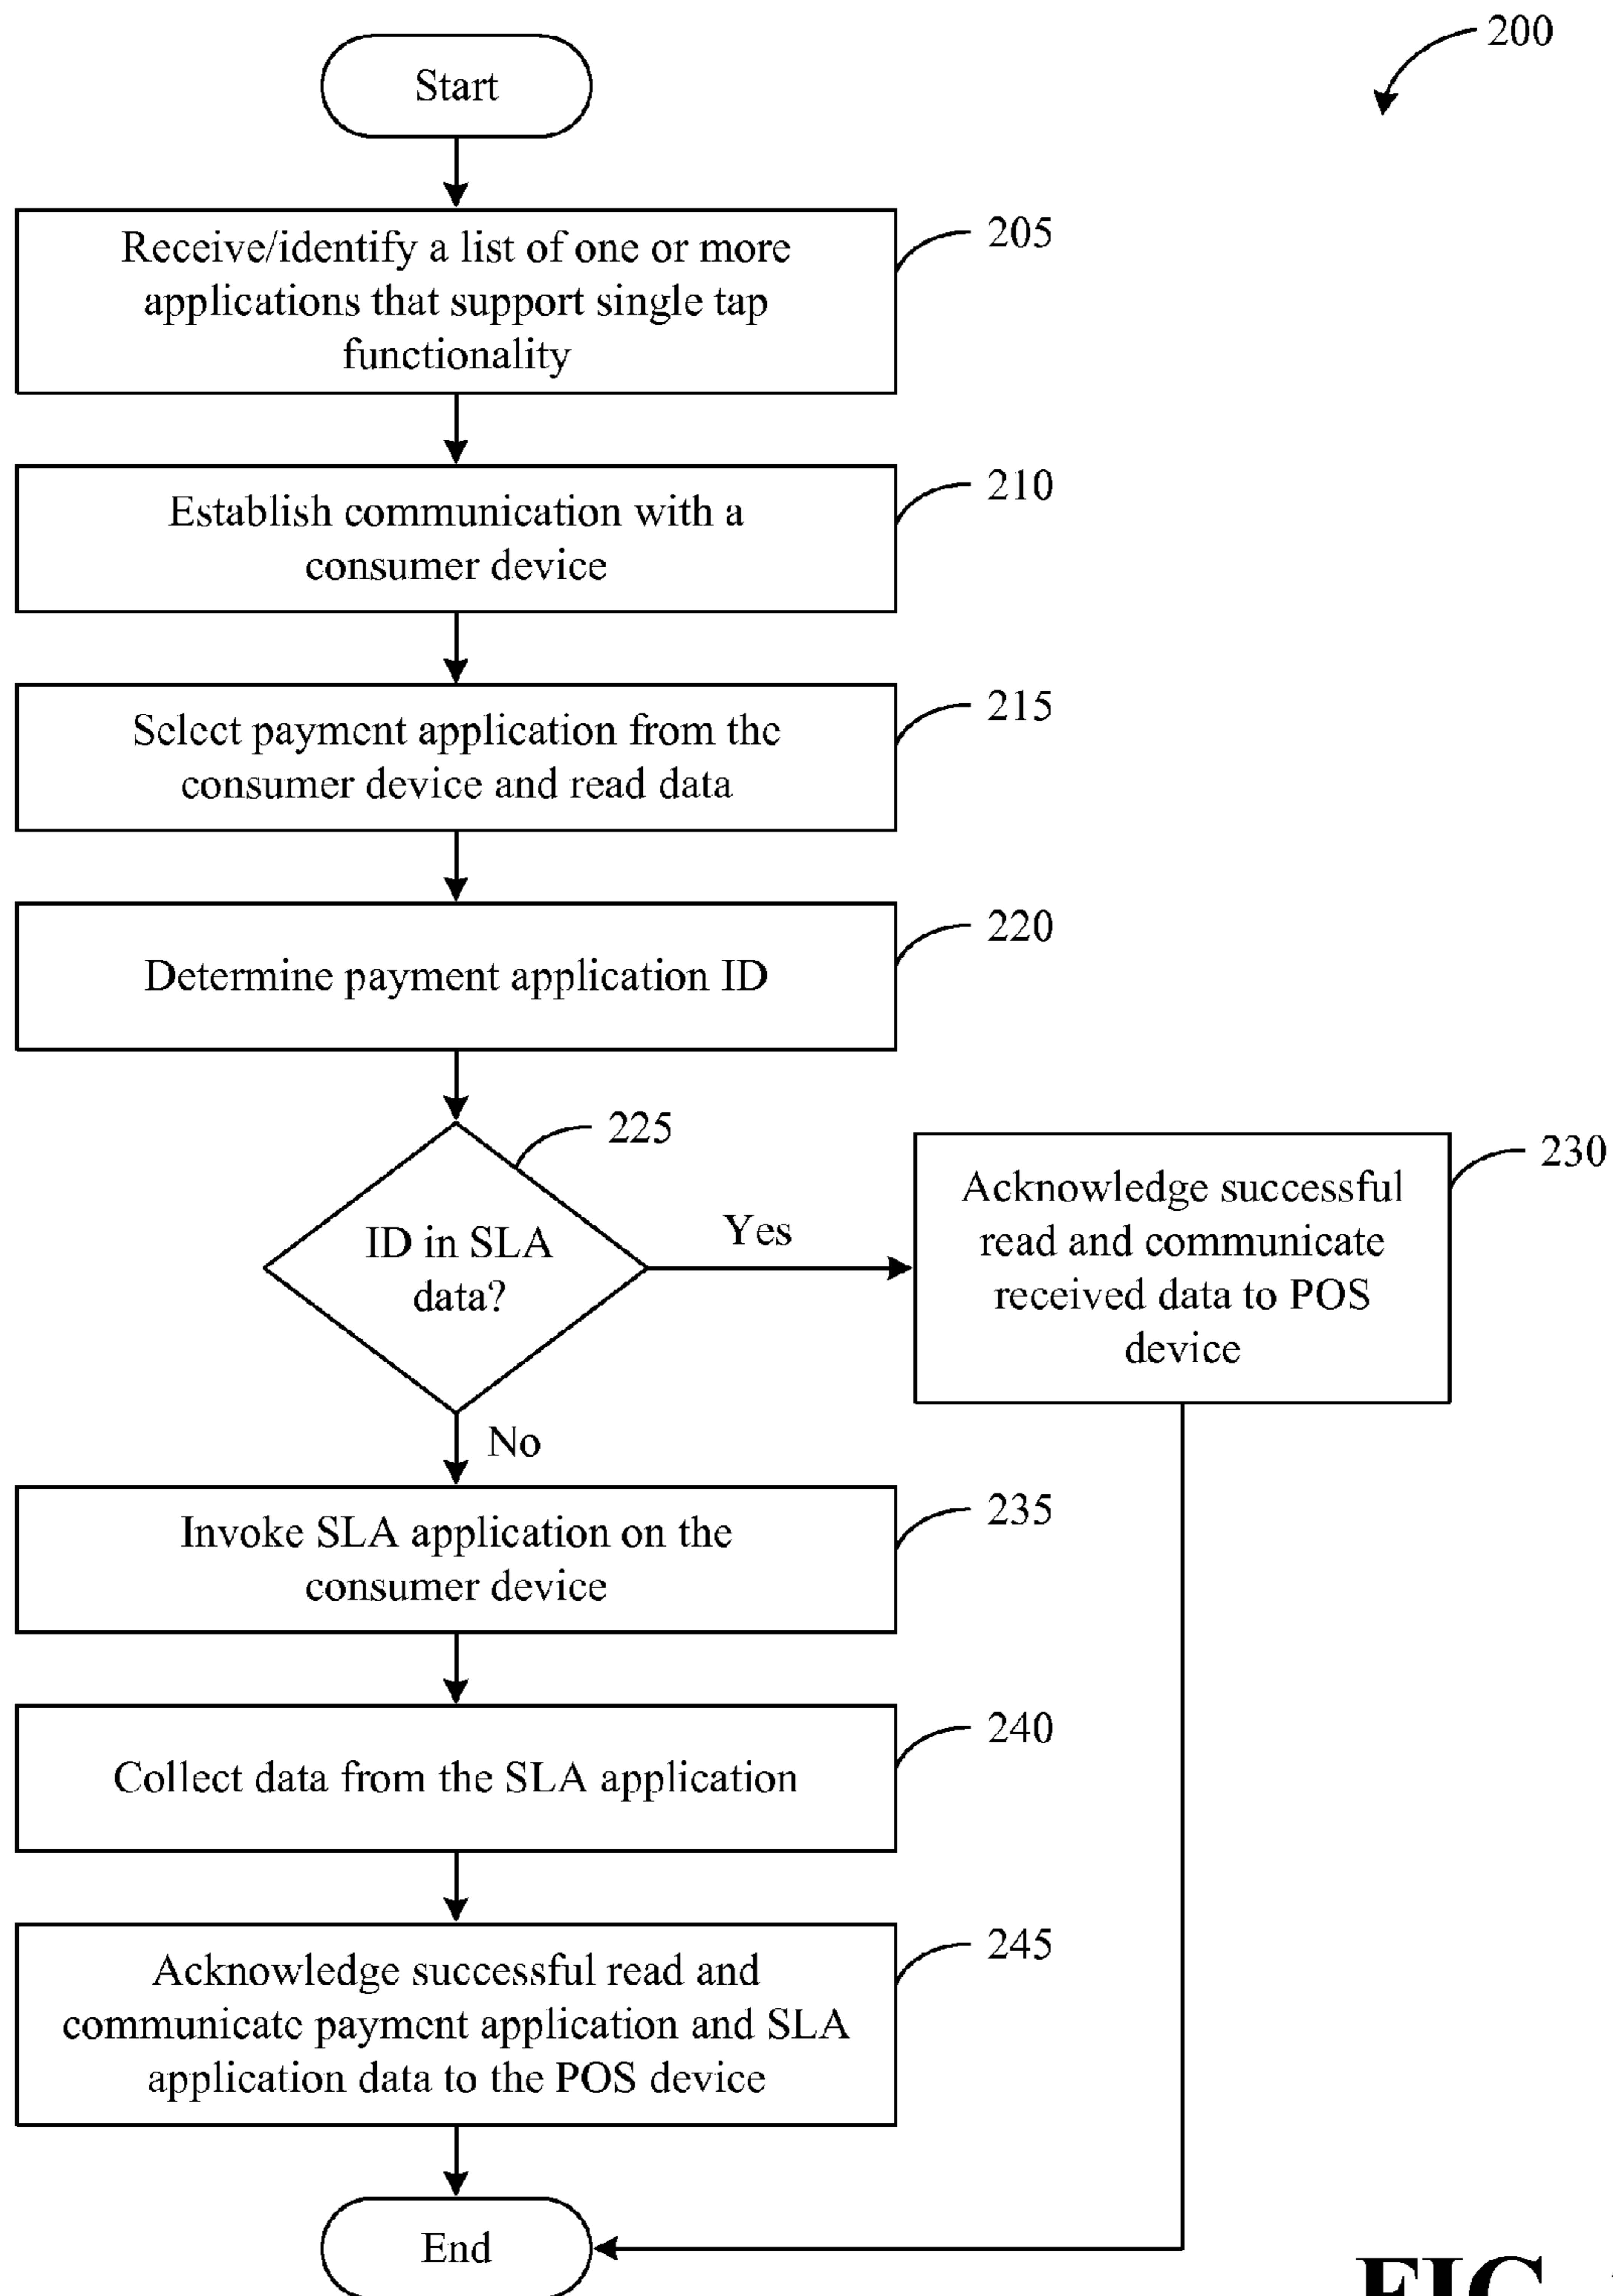 200
Start
Receive/identify a list of one or more
applications that support single tap
functionality
205
Establish communication with a
consumer device
210
Select payment application from the
consumer device and read data
215
Determine payment application ID
220
225
ID in SLA
data?
Yes
Acknowledge successful
read and communicate
received data to POS
device
230
No
Invoke SLA application on the
consumer device
235
Collect data from the SLA application
240
Acknowledge successful read and
communicate payment application and SLA
application data to the POS device
245
End
FIG.